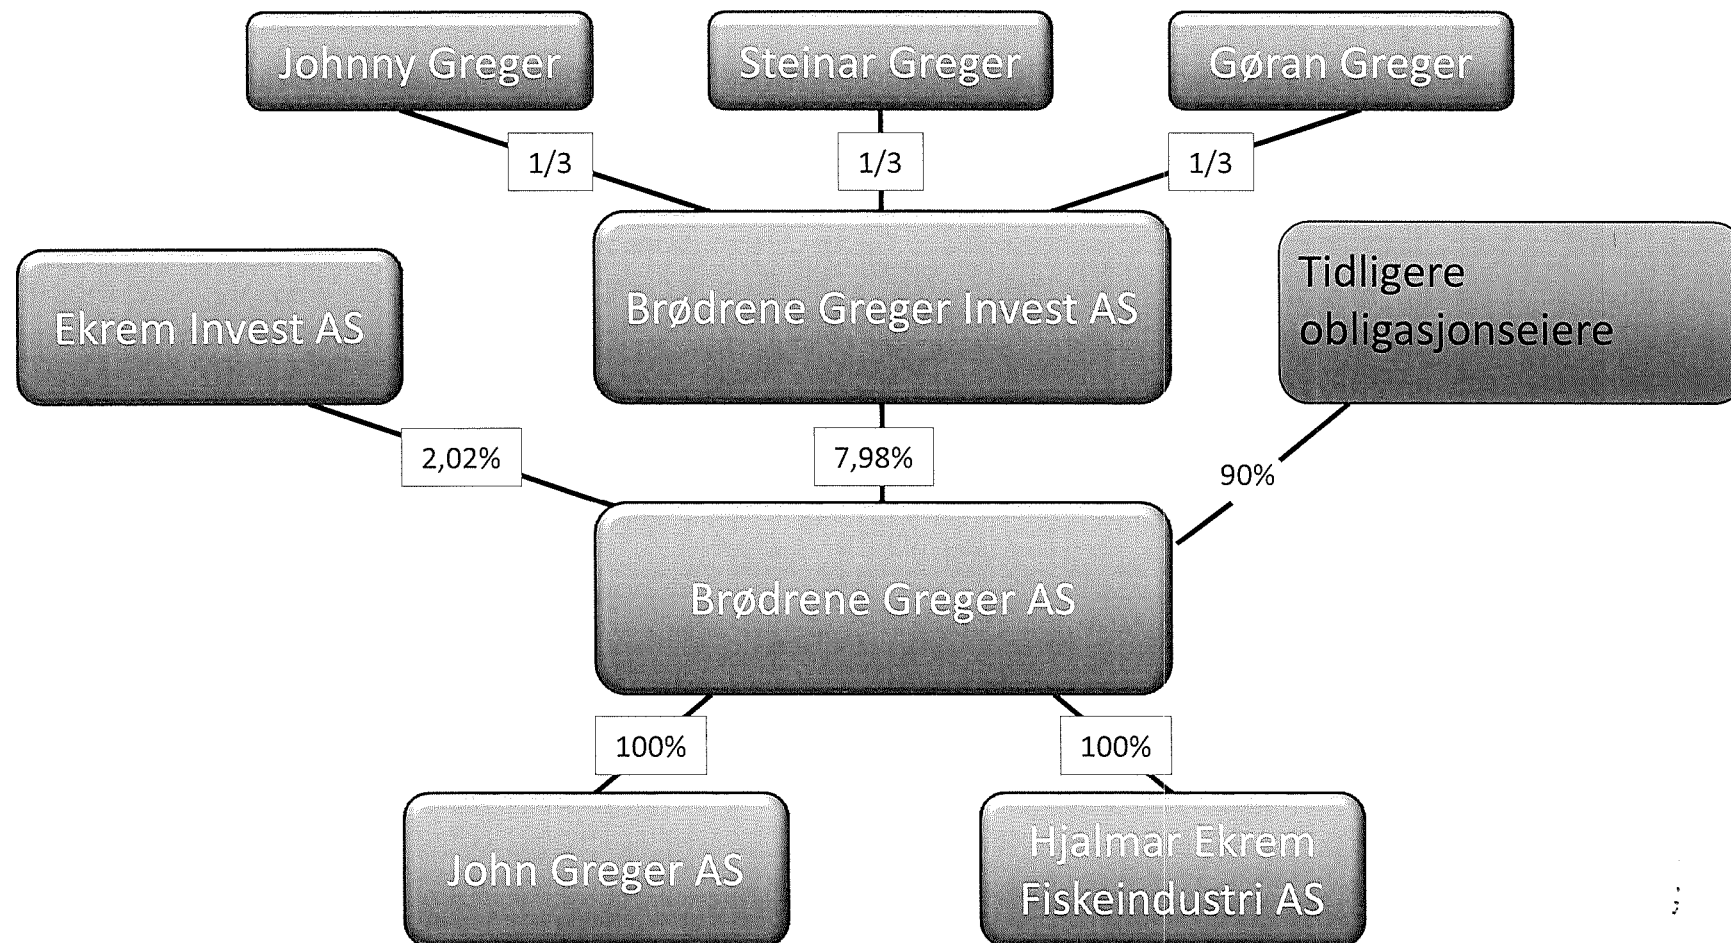 Johnny Greger
Steinar Greger
Gøran Greger
1/3
1/3
1/3
Ekrem Invest AS
Brødrene Greger Invest AS
Tidligere
obligasjonseiere
2,02%
7,98%
90%
Brødrene Greger AS
100%
100%
John Greger AS
Hjalmar Ekrem
Fiskeindustri AS